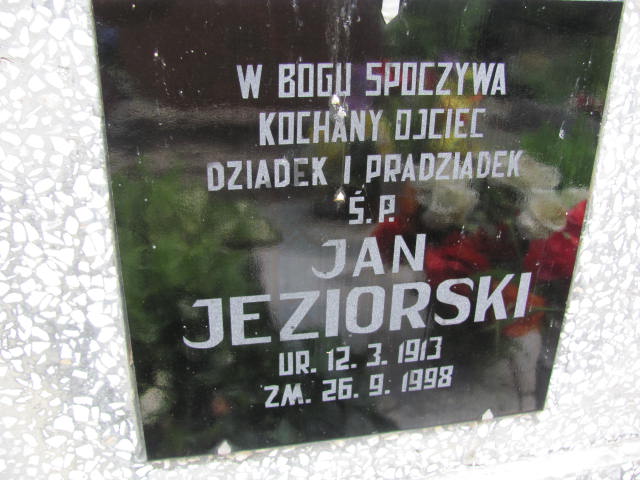 W BOGU SPOCZYWA
KOCHANY OJCIEC
DZIADEK I PRADZIADEK
Ś.P.
JAN
JEZIORSKI
UR. 12. 3. 1913
ZM. 26. 9. 1998